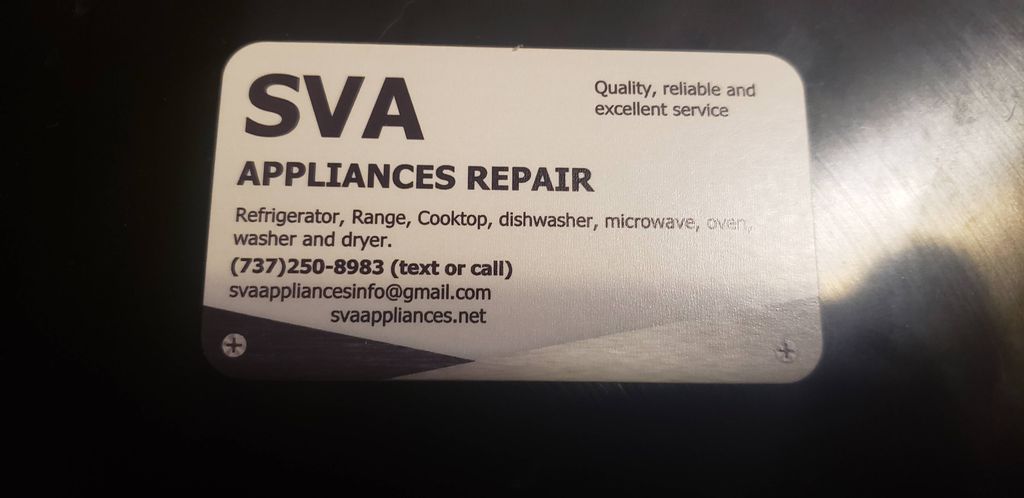 SVA
Quality, reliable and
excellent service
APPLIANCES REPAIR
Refrigerator, Range, Cooktop, dishwasher, microwave, oven,
washer and dryer.
(737)250-8983 (text or call)
svaappliancesinfo@gmail.com
svaappliances.net